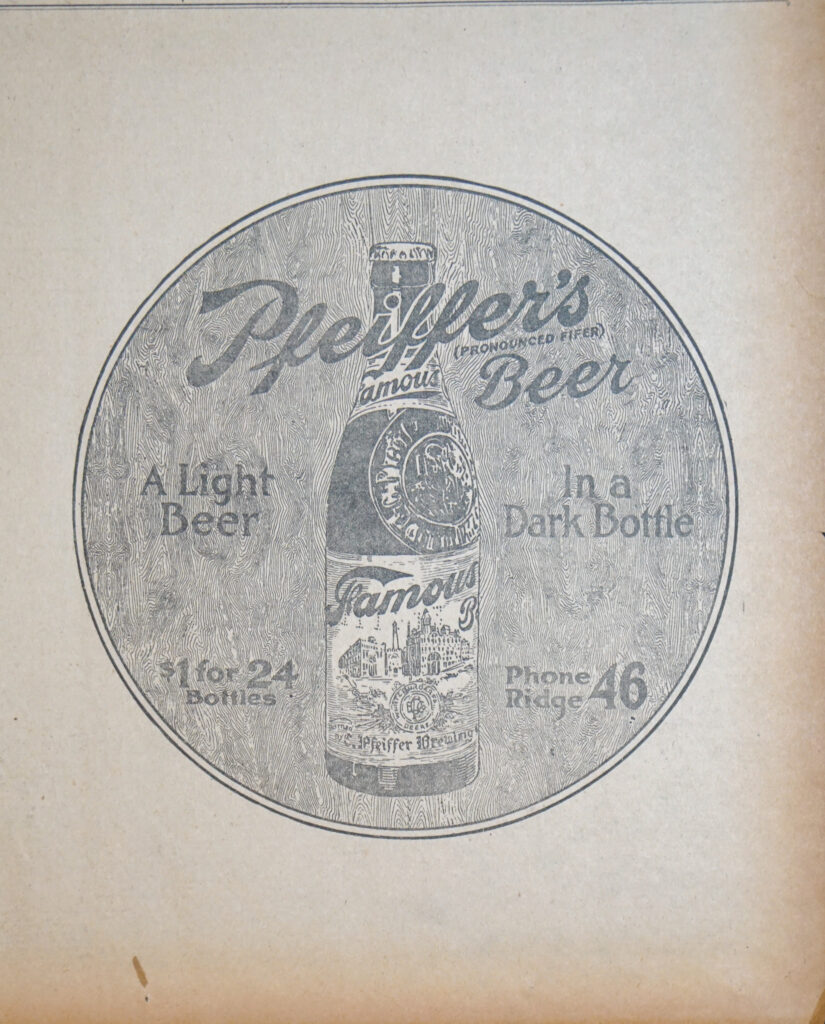 Pfeiffer's
(PRONOUNCED FIFER)
Beer
Famous
A Light
Beer
In a
Dark Bottle
Famous
$1 for 24
Bottles
Phone
Ridge 46
C. Pfeiffer Brewing